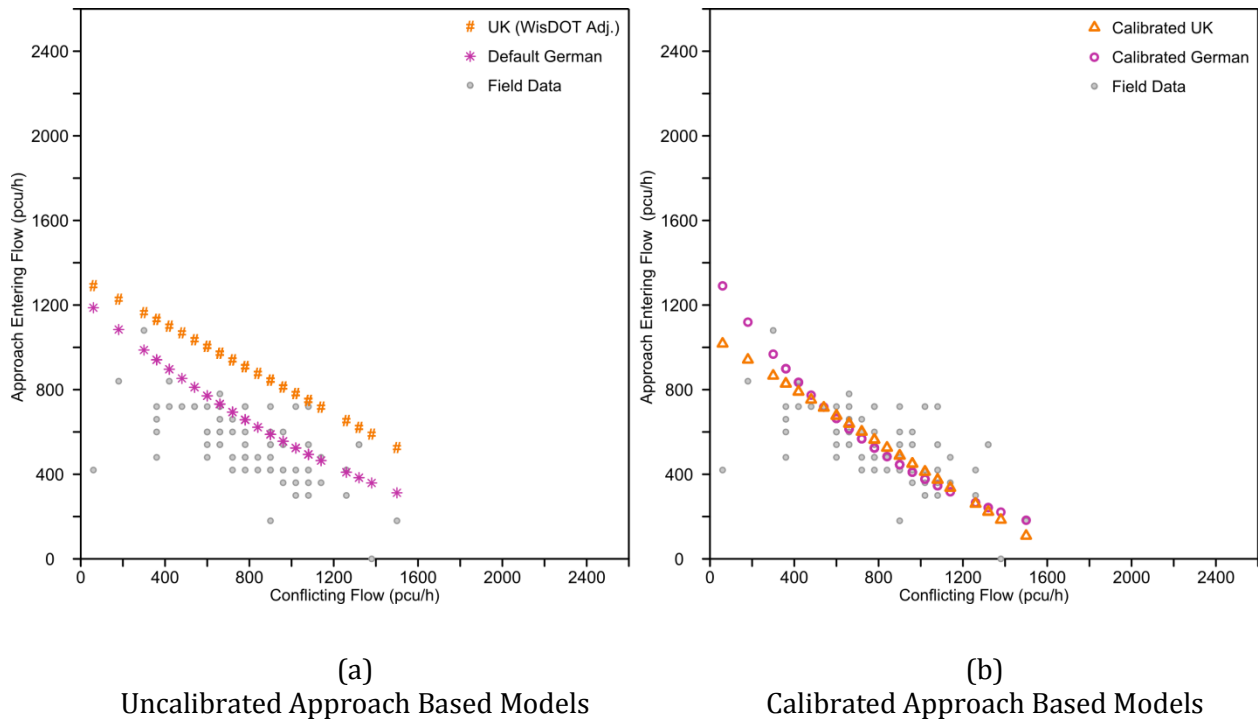 # UK (WisDOT Adj.)
Default German
Field Data
2400
2000
1600
1200
800
400
0
Approach Entering Flow (pcu/h)
0 400 800 1200 1600 2000 2400
Conflicting Flow (pcu/h)
(a)
Uncalibrated Approach Based Models
Calibrated UK
Calibrated German
Field Data
2400
2000
1600
1200
800
400
0
Approach Entering Flow (pcu/h)
0 400 800 1200 1600 2000 2400
Conflicting Flow (pcu/h)
(b)
Calibrated Approach Based Models